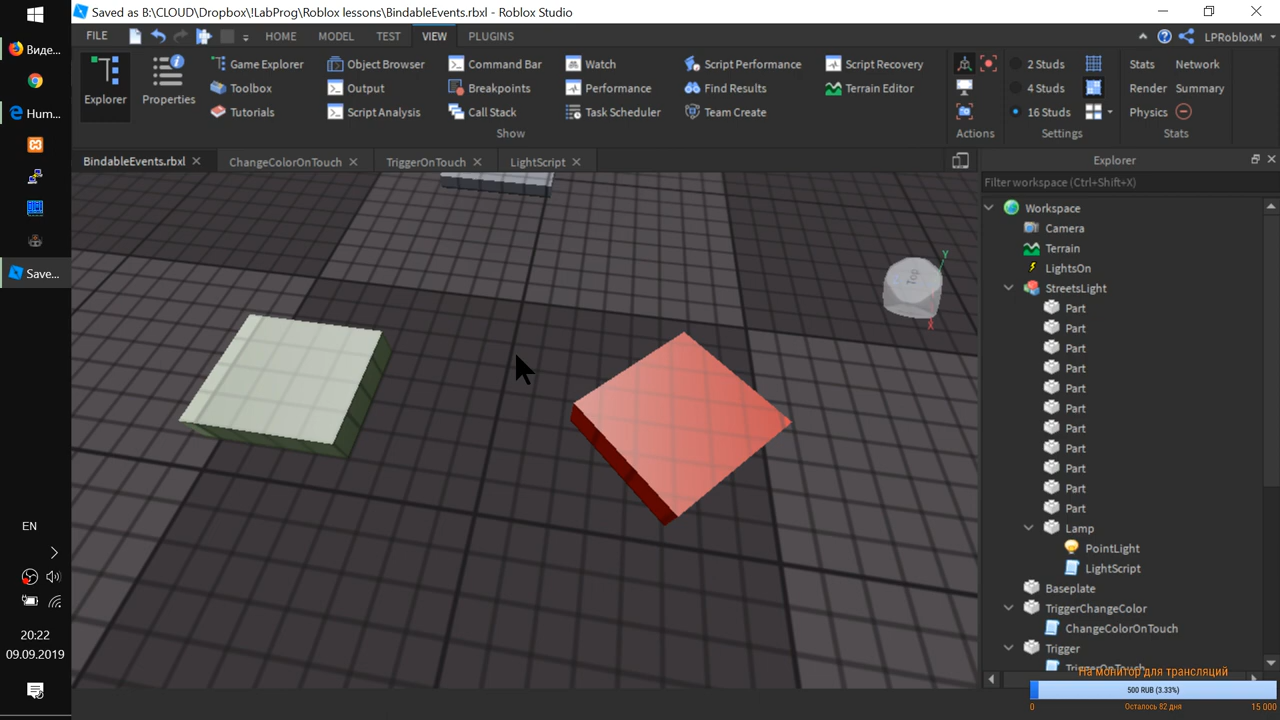 Saved as B:\CLOUD\Dropbox\!LabProg\Roblox lessons\BindableEvents.rbxl - Roblox Studio
FILE HOME MODEL TEST VIEW PLUGINS LPRobloxM
Explorer
Properties
Game Explorer
Toolbox
Tutorials
Object Browser
Output
Script Analysis
Command Bar
Breakpoints
Call Stack
Watch
Performance
Task Scheduler
Script Performance
Find Results
Team Create
Script Recovery
Terrain Editor
Show
Actions
2 Studs
4 Studs
16 Studs
Settings
Stats Network
Render Summary
Physics
Stats
BindableEvents.rbxl ChangeColorOnTouch TriggerOnTouch LightScript
Top
Y
X
Explorer
Filter workspace (Ctrl+Shift+X)
Workspace
Camera
Terrain
LightsOn
StreetsLight
Part
Part
Part
Part
Part
Part
Part
Part
Part
Part
Part
Lamp
PointLight
LightScript
Baseplate
TriggerChangeColor
ChangeColorOnTouch
Trigger
TriggerOnTouch
На монитор для трансляций
500 RUB (3.33%)
0 Осталось 82 дня 15 000
Виде...
Hum...
Save...
EN
20:22
09.09.2019